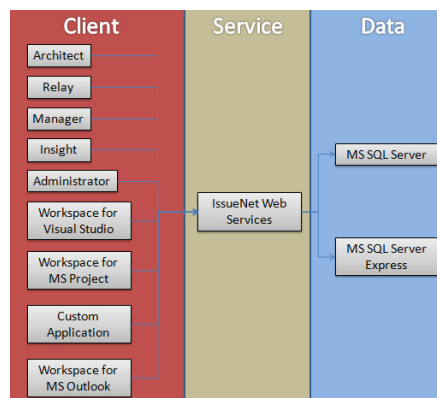 Client
Service
Data
Architect
Relay
Manager
Insight
Administrator
Workspace for
Visual Studio
Workspace for
MS Project
Custom
Application
Workspace for
MS Outlook
IssueNet Web
Services
MS SQL Server
MS SQL Server
Express